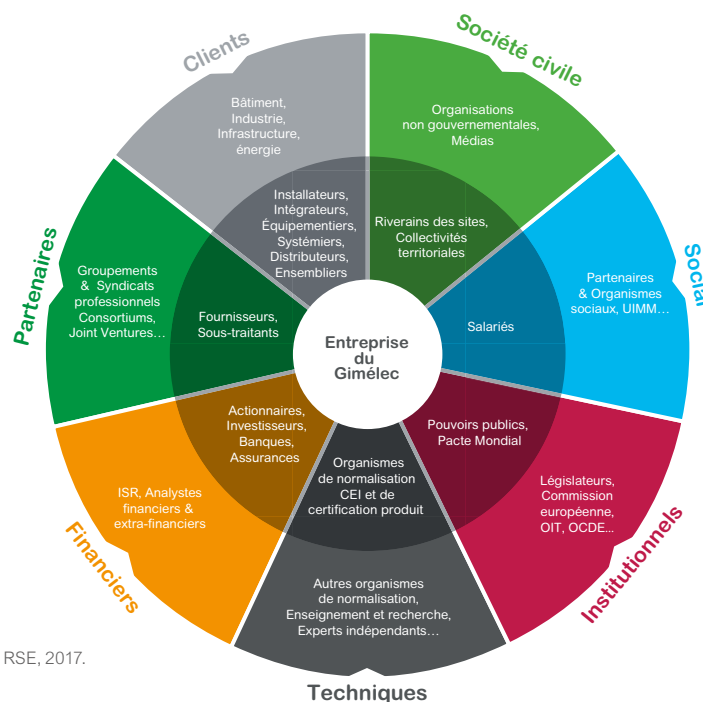 Clients
Société civile
Bâtiment,
Industrie,
Infrastructure,
énergie
Organisations
non gouvernementales,
Médias
Installateurs,
Intégrateurs,
Équipementiers,
Systémiers,
Distributeurs,
Ensembliers
Riverains des sites,
Collectivités
territoriales
Partenaires
Groupements
& Syndicats
professionnels
Consortiums,
Joint Ventures…
Fournisseurs,
Sous-traitants
Entreprise
du
Gimélec
Salariés
Partenaires
& Organismes
sociaux, UIMM…
Social
Actionnaires,
Investisseurs,
Banques,
Assurances
Organismes
de normalisation
CEI et de
certification produit
Pouvoirs publics,
Pacte Mondial
ISR, Analystes
financiers &
extra-financiers
Législateurs,
Commission
européenne,
OIT, OCDE...
Financiers
Institutionnels
Autres organismes
de normalisation,
Enseignement et recherche,
Experts indépendants…
RSE, 2017.
Techniques